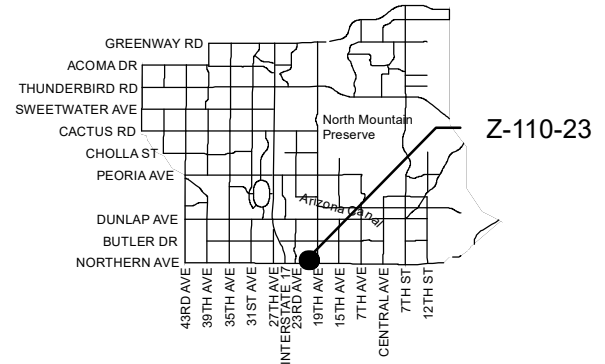 GREENWAY RD
ACOMA DR
THUNDERBIRD RD
SWEETWATER AVE
CACTUS RD
CHOLLA ST
PEORIA AVE
DUNLAP AVE
BUTLER DR
NORTHERN AVE
North Mountain
Preserve
Z-110-23
Arizona Canal
43RD AVE
39TH AVE
35TH AVE
31ST AVE
27TH AVE
INTERSTATE 17
23RD AVE
19TH AVE
15TH AVE
7TH AVE
CENTRAL AVE
7TH ST
12TH ST